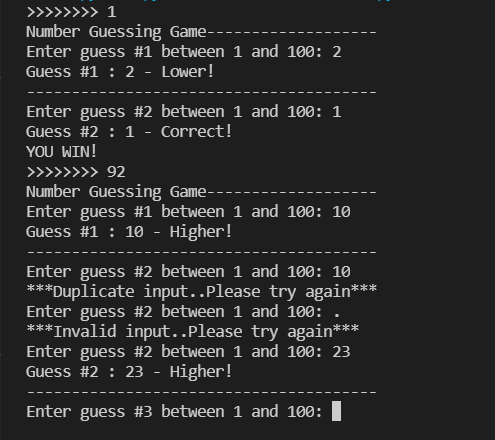 >>>>>>>> 1
Number Guessing Game-------------------
Enter guess #1 between 1 and 100: 2
Guess #1 : 2 - Lower!
---------------------------------------
Enter guess #2 between 1 and 100: 1
Guess #2 : 1 - Correct!
YOU WIN!
>>>>>>>> 92
Number Guessing Game-------------------
Enter guess #1 between 1 and 100: 10
Guess #1 : 10 - Higher!
---------------------------------------
Enter guess #2 between 1 and 100: 10
***Duplicate input..Please try again***
Enter guess #2 between 1 and 100: .
***Invalid input..Please try again***
Enter guess #2 between 1 and 100: 23
Guess #2 : 23 - Higher!
---------------------------------------
Enter guess #3 between 1 and 100: